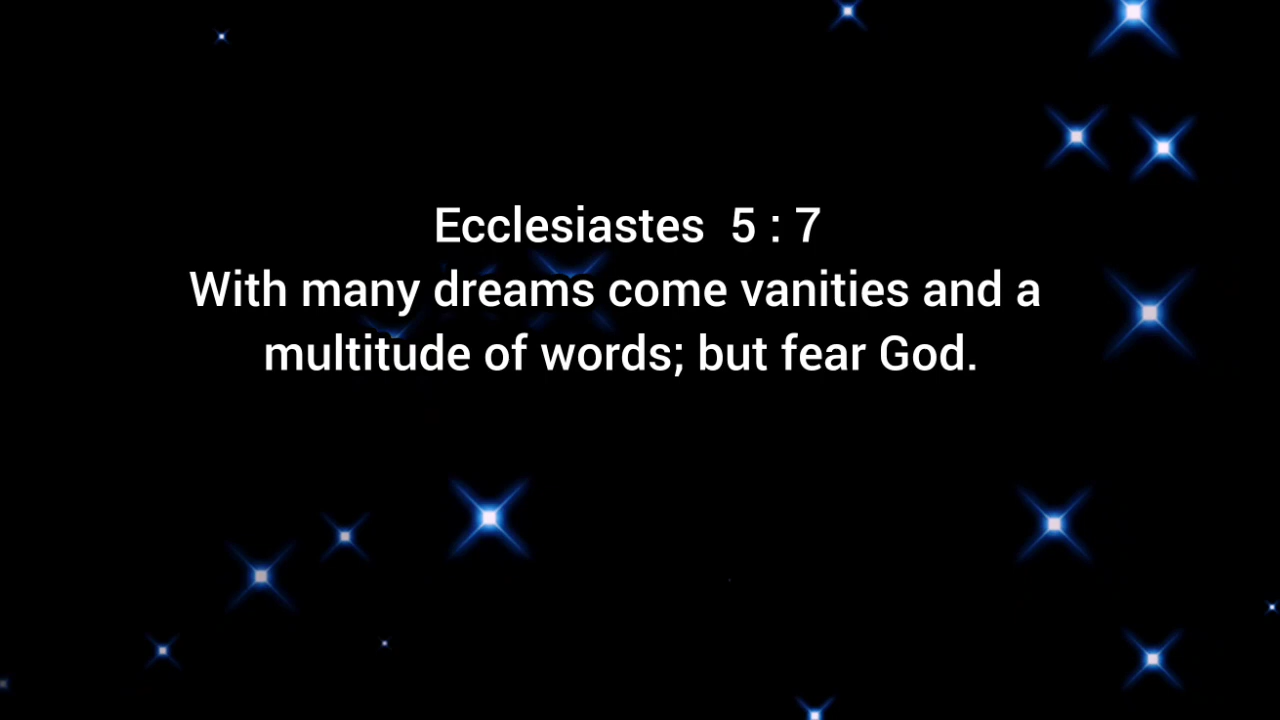 Ecclesiastes 5 : 7
With many dreams come vanities and a
multitude of words; but fear God.